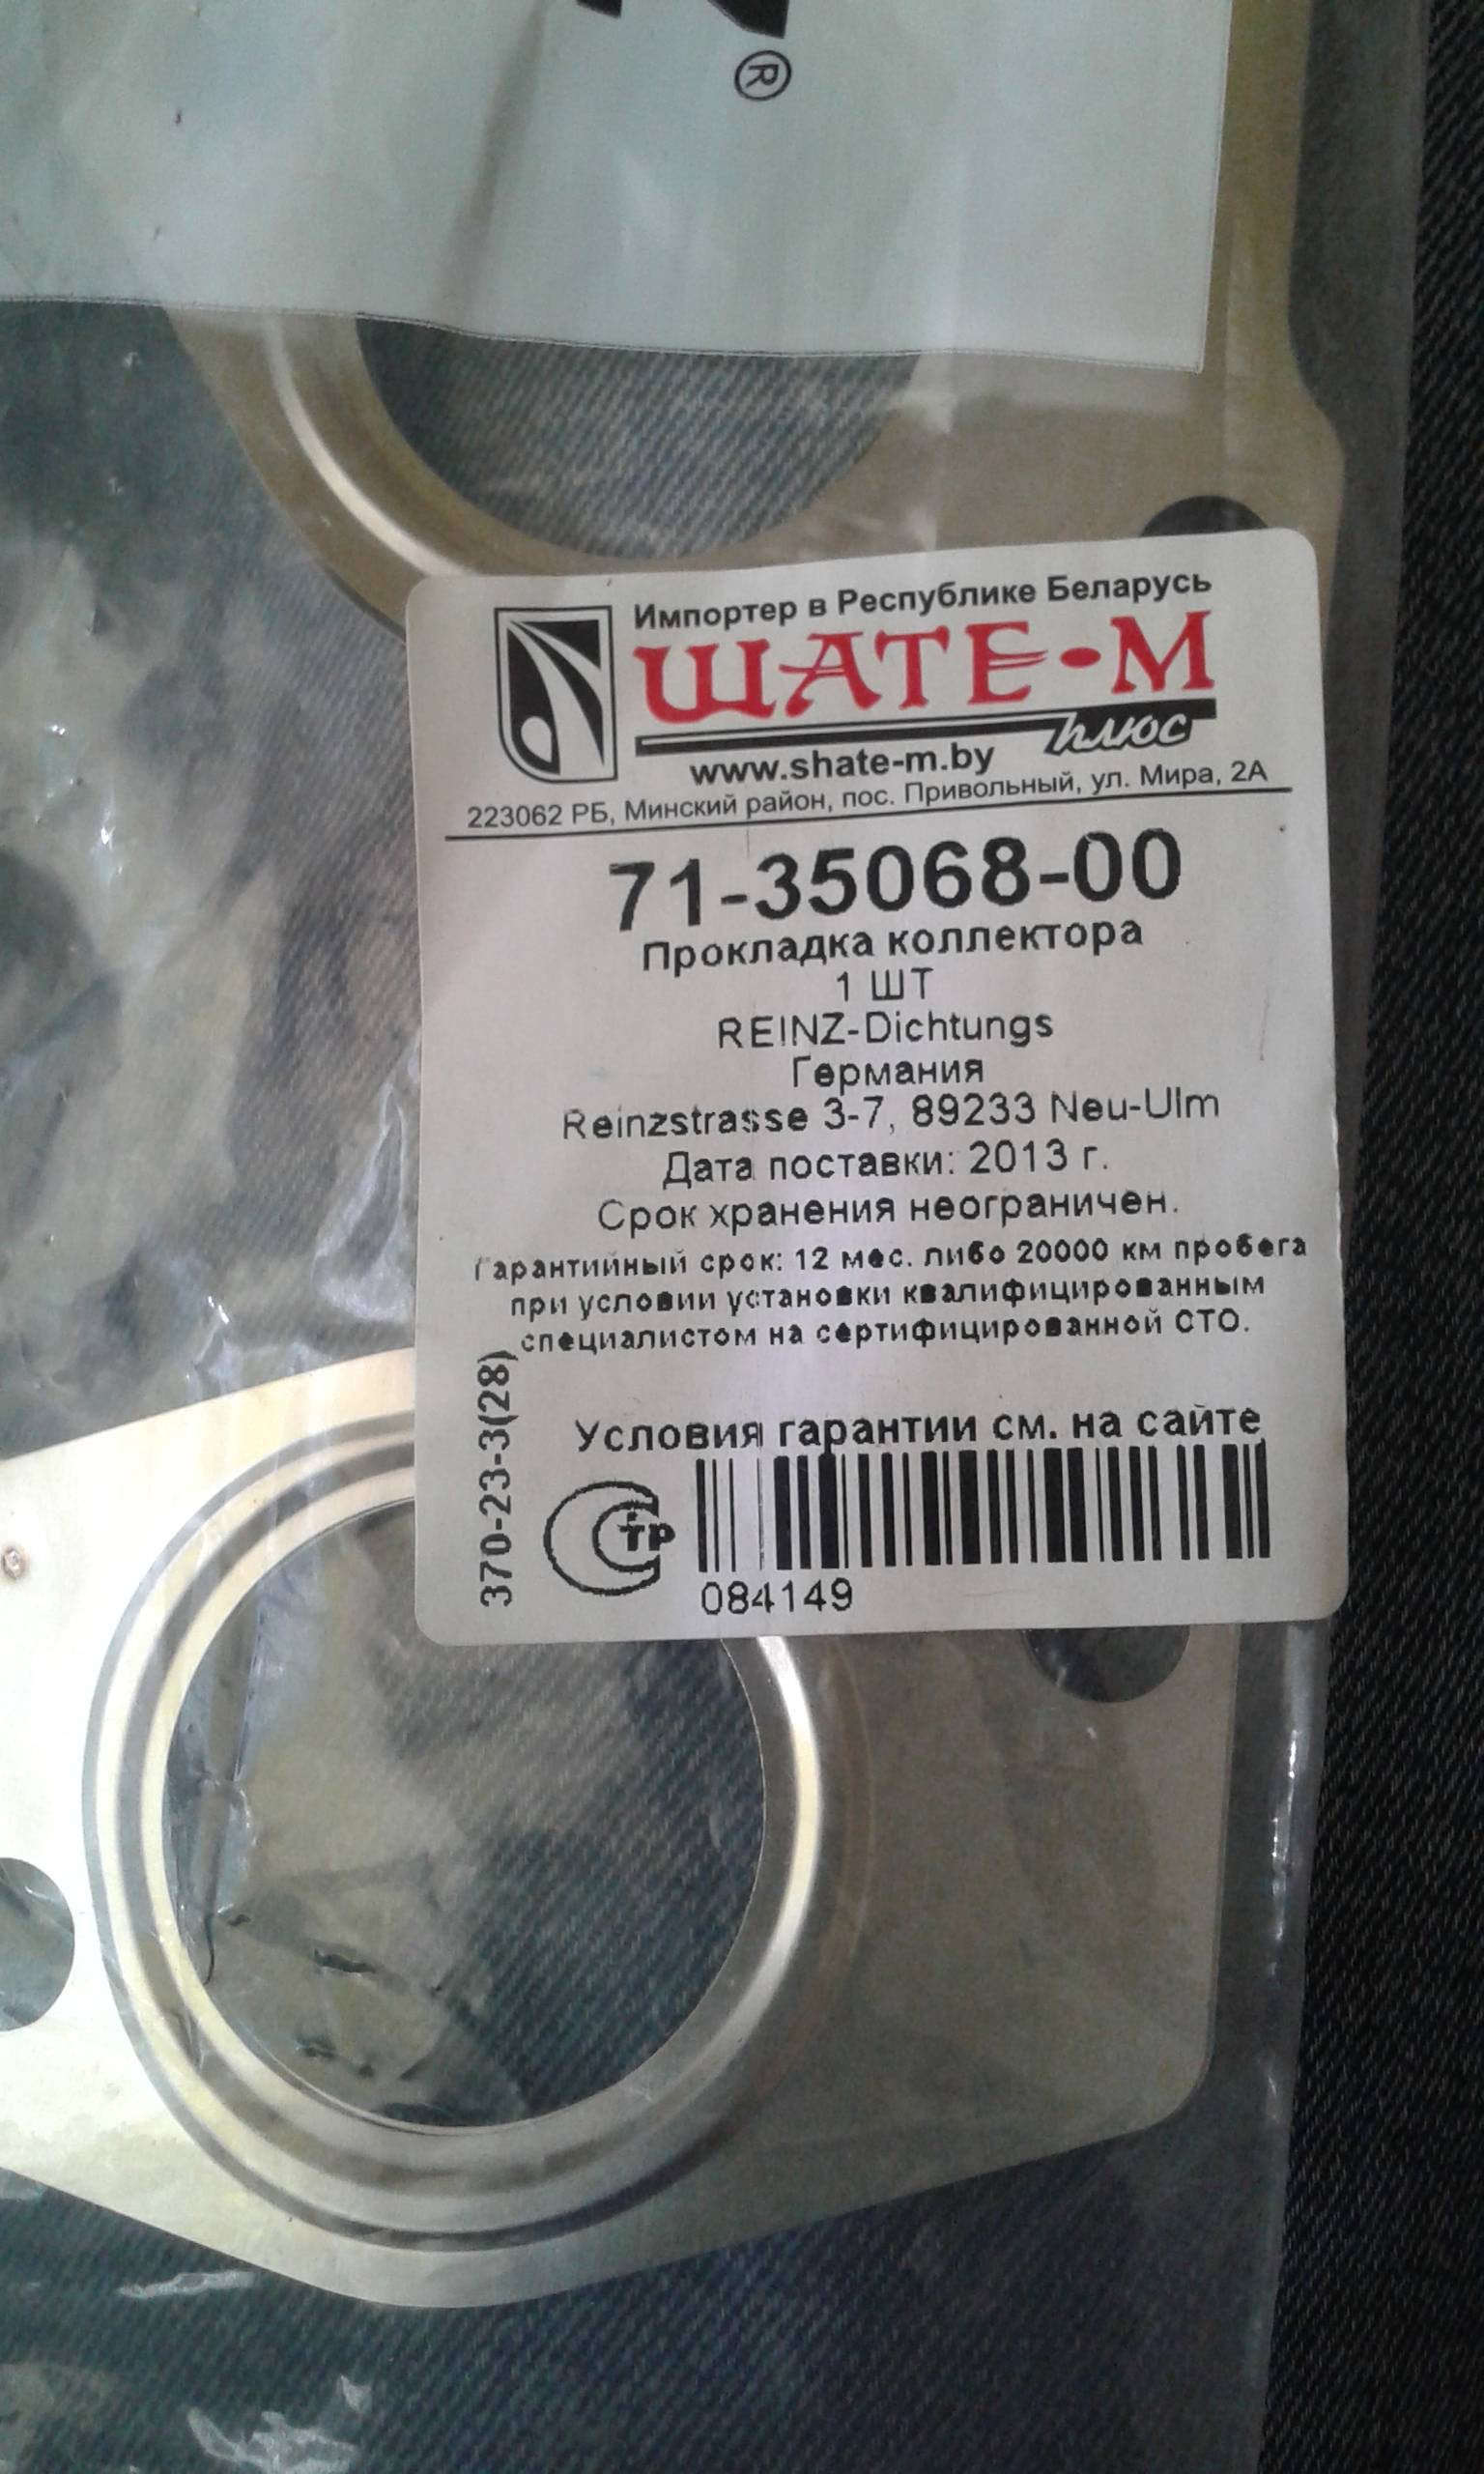 ®
Импортер в Республике Беларусь
ШАТЕ-М
плюс
www.shate-m.by
223062 РБ, Минский район, пос. Привольный, ул. Мира, 2А
71-35068-00
Прокладка коллектора
1 ШТ
REINZ-Dichtungs
Германия
Reinzstrasse 3-7, 89233 Neu-Ulm
Дата поставки: 2013 г.
Срок хранения неограничен.
Гарантийный срок: 12 мес. либо 20000 км пробега
при условии установки квалифицированным
специалистом на сертифицированной СТО.
370-23-3(28)
Условия гарантии см. на сайте
тр
084149